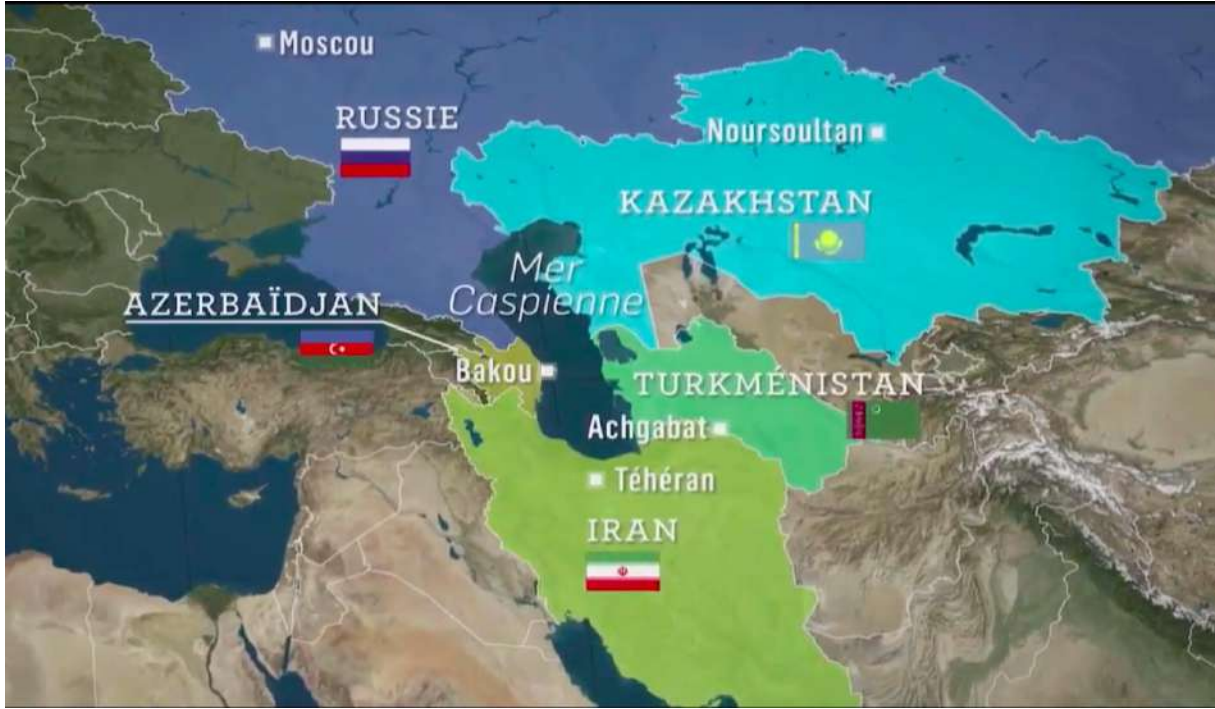 Moscou
RUSSIE
Noursoultan
KAZAKHSTAN
Mer
Caspienne
AZERBAÏDJAN
Bakou
TURKMÉNISTAN
Achgabat
Téhéran
IRAN